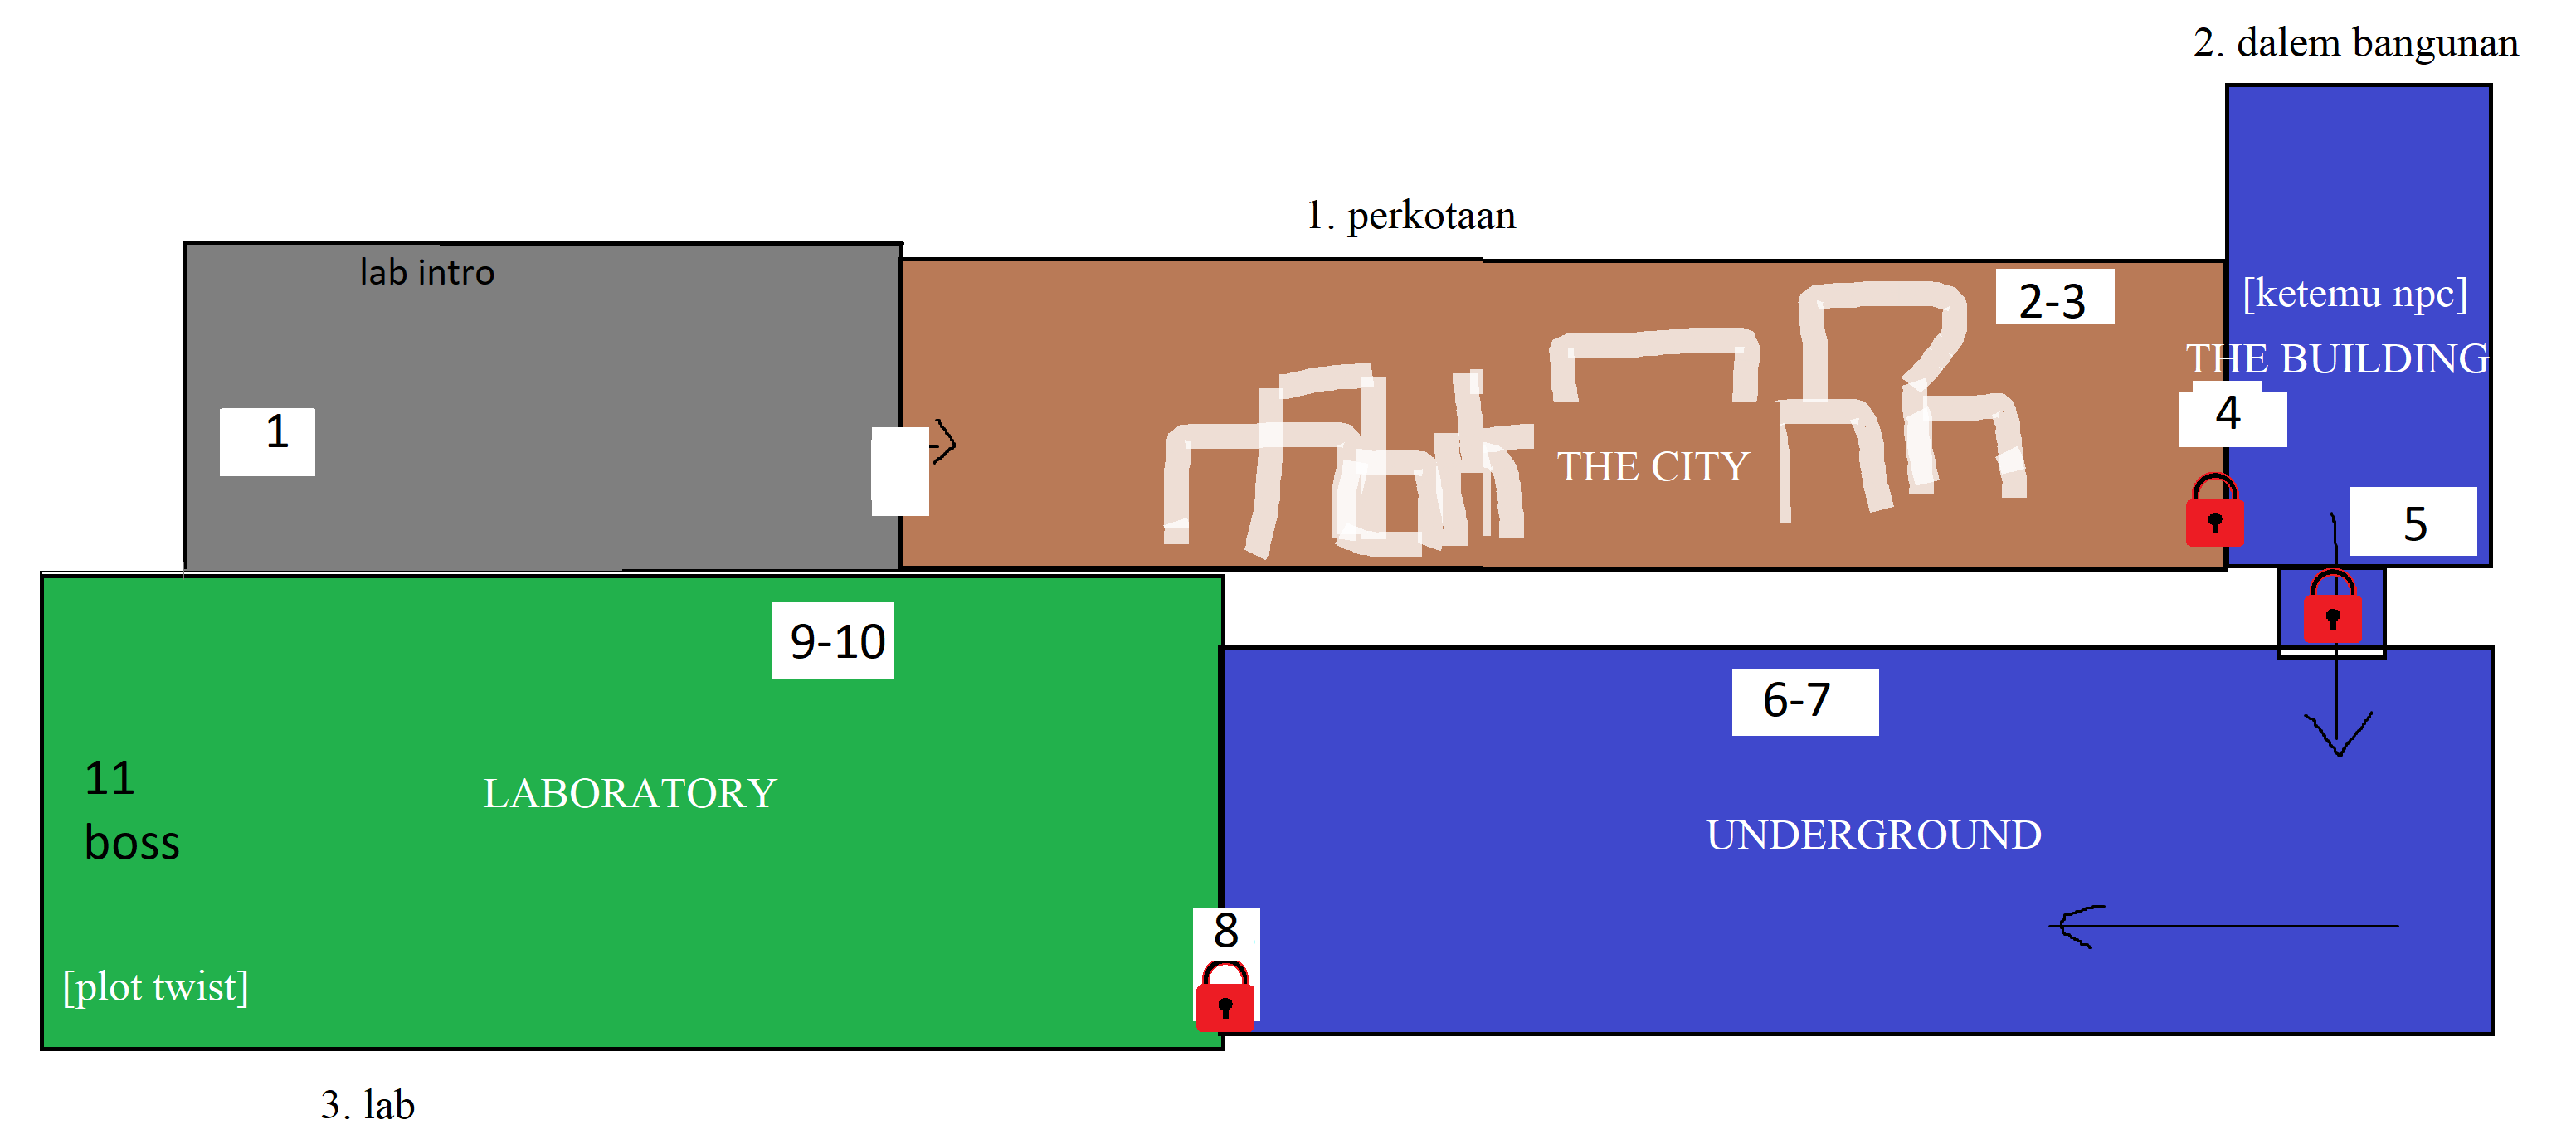 2. dalem bangunan
1. perkotaan
lab intro
2-3
[ketemu npc]
THE BUILDING
1
4
THE CITY
5
9-10
6-7
11
boss
LABORATORY
UNDERGROUND
8
[plot twist]
3. lab